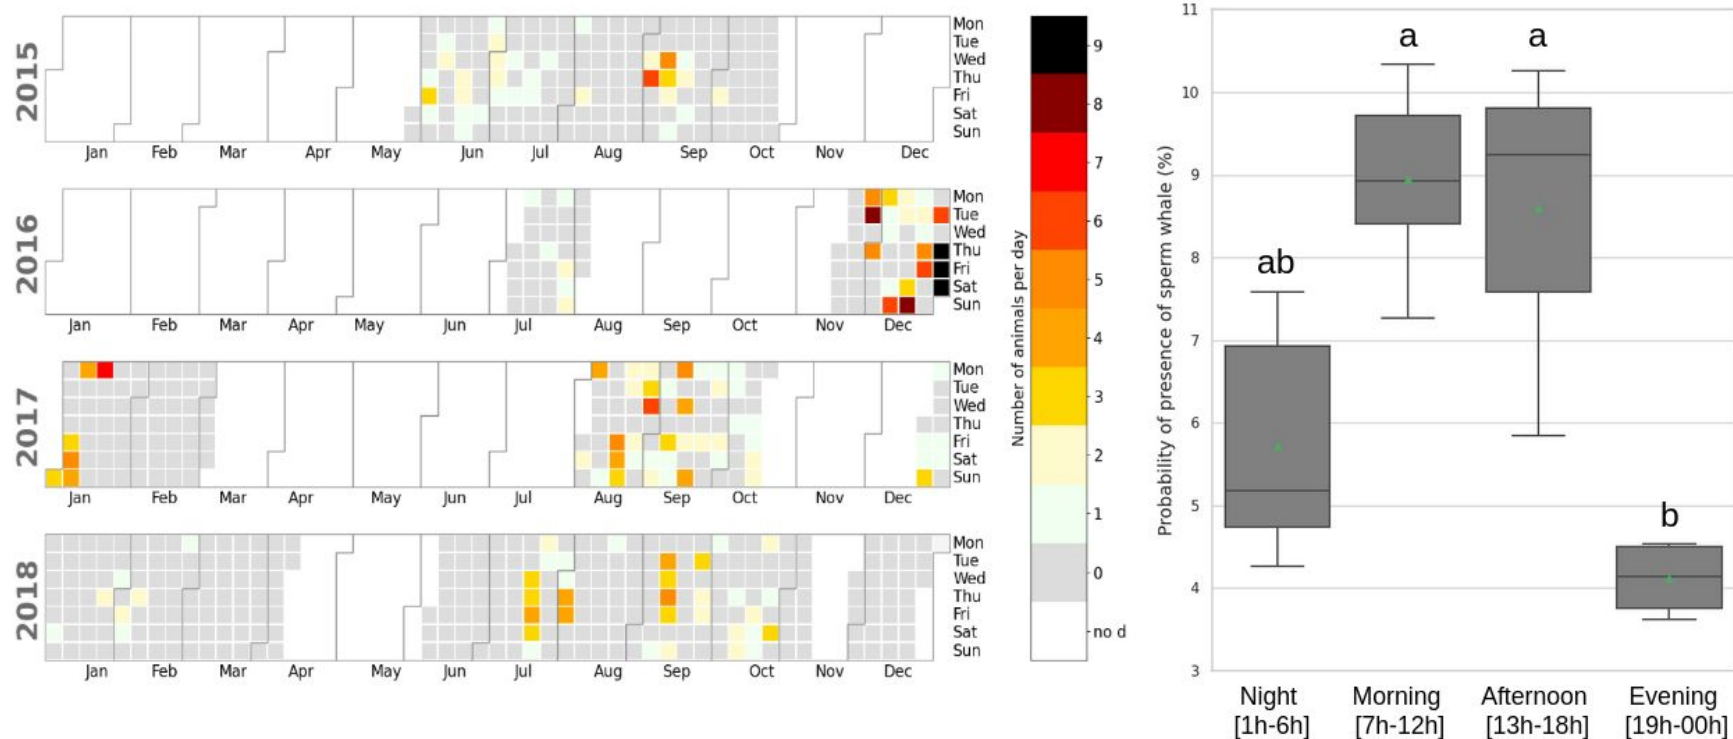 2015
Mon
Tue
Wed
Thu
Fri
Sat
Sun
Jan Feb Mar Apr May Jun Jul Aug Sep Oct Nov Dec
2016
Mon
Tue
Wed
Thu
Fri
Sat
Sun
Jan Feb Mar Apr May Jun Jul Aug Sep Oct Nov Dec
2017
Mon
Tue
Wed
Thu
Fri
Sat
Sun
Jan Feb Mar Apr May Jun Jul Aug Sep Oct Nov Dec
2018
Mon
Tue
Wed
Thu
Fri
Sat
Sun
Jan Feb Mar Apr May Jun Jul Aug Sep Oct Nov Dec
Number of animals per day
9
8
7
6
5
4
3
2
1
0
no d
Probability of presence of sperm whale (%)
11
10
9
8
7
6
5
4
3
ab
a
a
b
Night Morning Afternoon Evening
[1h-6h] [7h-12h] [13h-18h] [19h-00h]